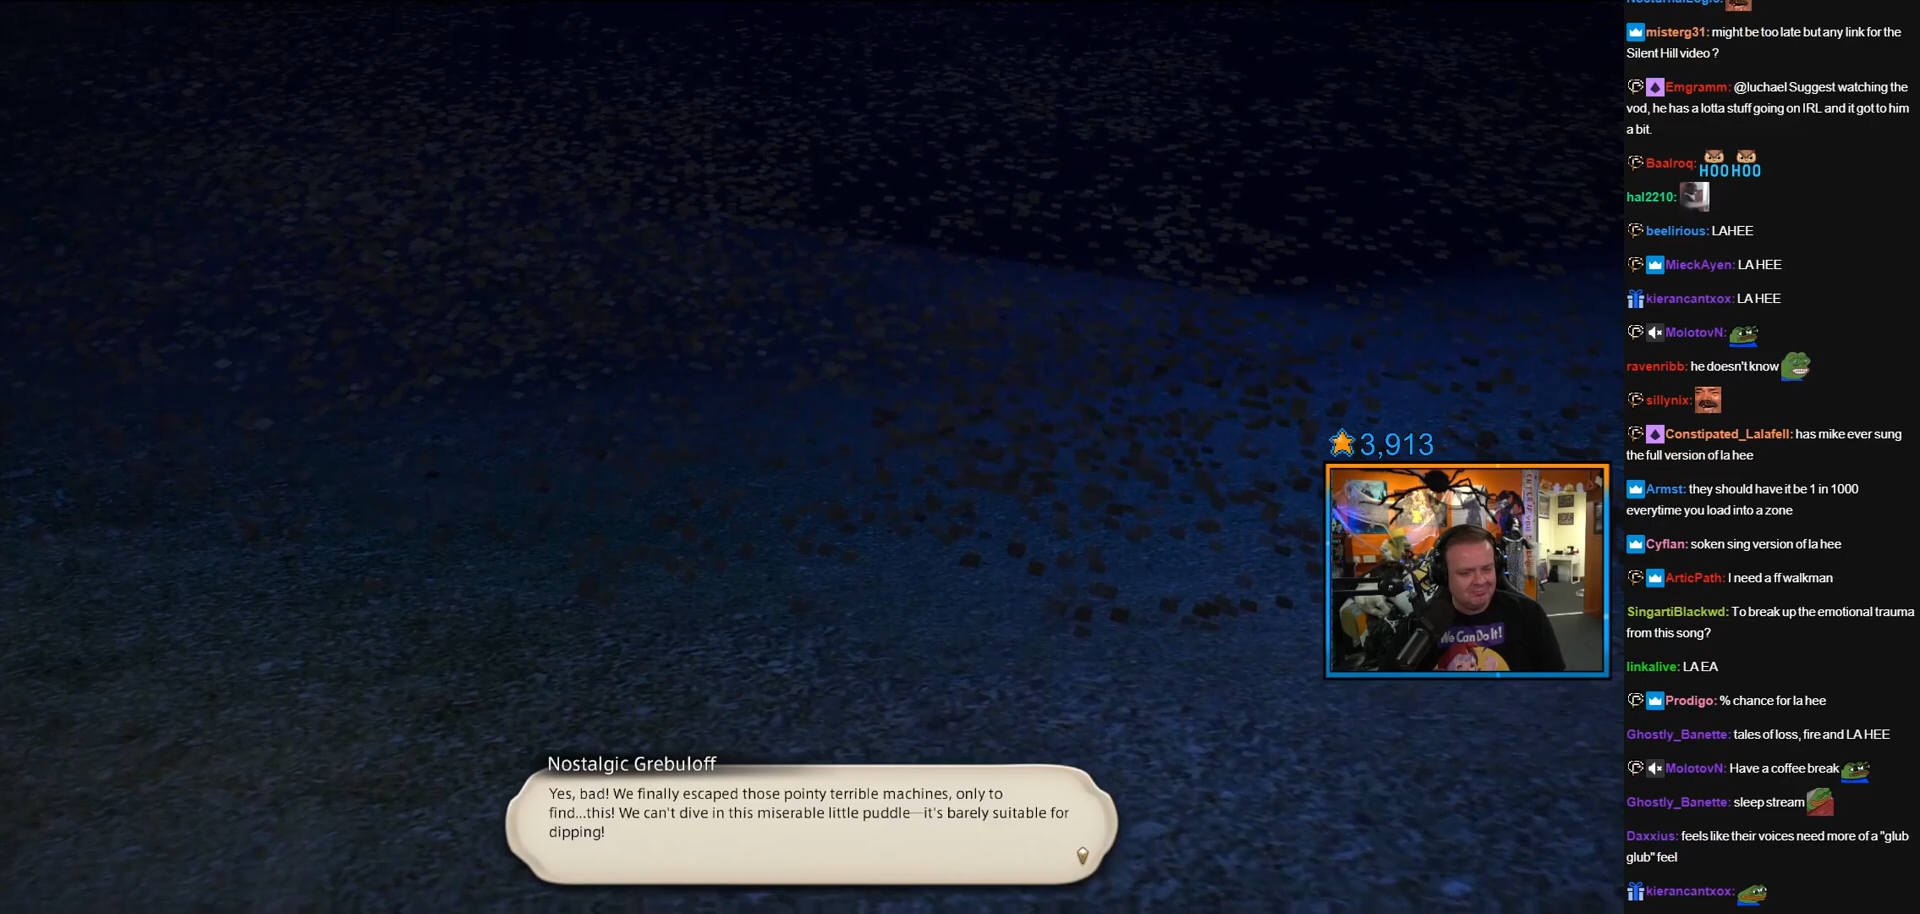 misterg31: might be too late but any link for the
Silent Hill video ?
Emgramm: @luchael Suggest watching the
vod, he has a lotta stuff going on IRL and it got to him
a bit.
Baalroq: HOO HOO
hal2210:
beelirious: LAHEE
MieckAyen: LA HEE
kierancantxox: LA HEE
MolotovN:
ravenribb: he doesn't know
sillynix:
Constipated_Lalafell: has mike ever sung
the full version of la hee
3,913
Armst: they should have it be 1 in 1000
everytime you load into a zone
Cyflan: soken sing version of la hee
ArticPath: I need a ff walkman
SingartiBlackwd: To break up the emotional trauma
from this song?
We Can Do It!
linkalive: LA EA
Prodigo: % chance for la hee
Ghostly_Banette: tales of loss, fire and LA HEE
MolotovN: Have a coffee break
Ghostly_Banette: sleep stream
Daxxius: feels like their voices need more of a "glub
glub" feel
kierancantxox:
Nostalgic Grebuloff
Yes, bad! We finally escaped those pointy terrible machines, only to
find...this! We can't dive in this miserable little puddle—it's barely suitable for
dipping!